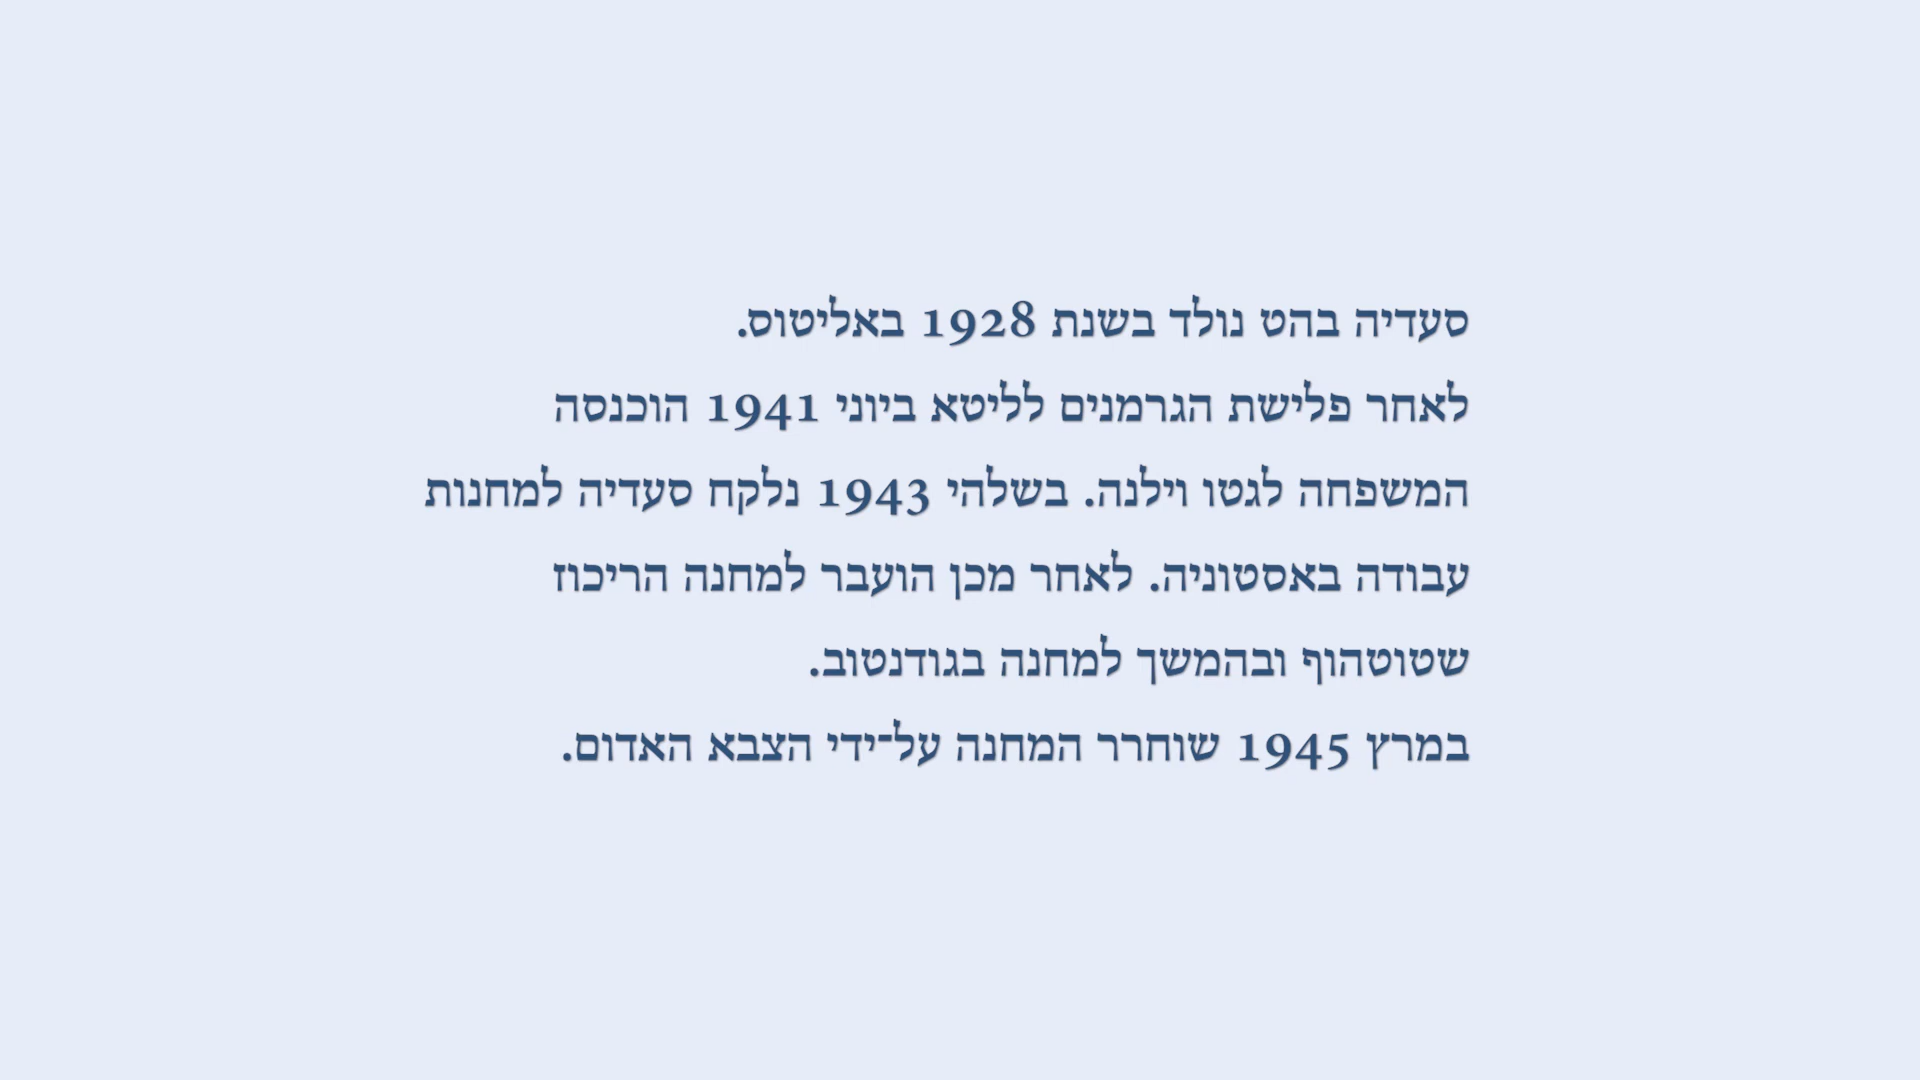 סעדיה בהט נולד בשנת 1928 באליטוס.
לאחר פלישת הגרמנים לליטא ביוני 1941 הוכנסה
המשפחה לגטו וילנה. בשלהי 1943 נלקח סעדיה למחנות
עבודה באסטוניה. לאחר מכן הועבר למחנה הריכוז
שטוטהוף ובהמשך למחנה בגודנטוב.
במרץ 1945 שוחרר המחנה על־ידי הצבא האדום.